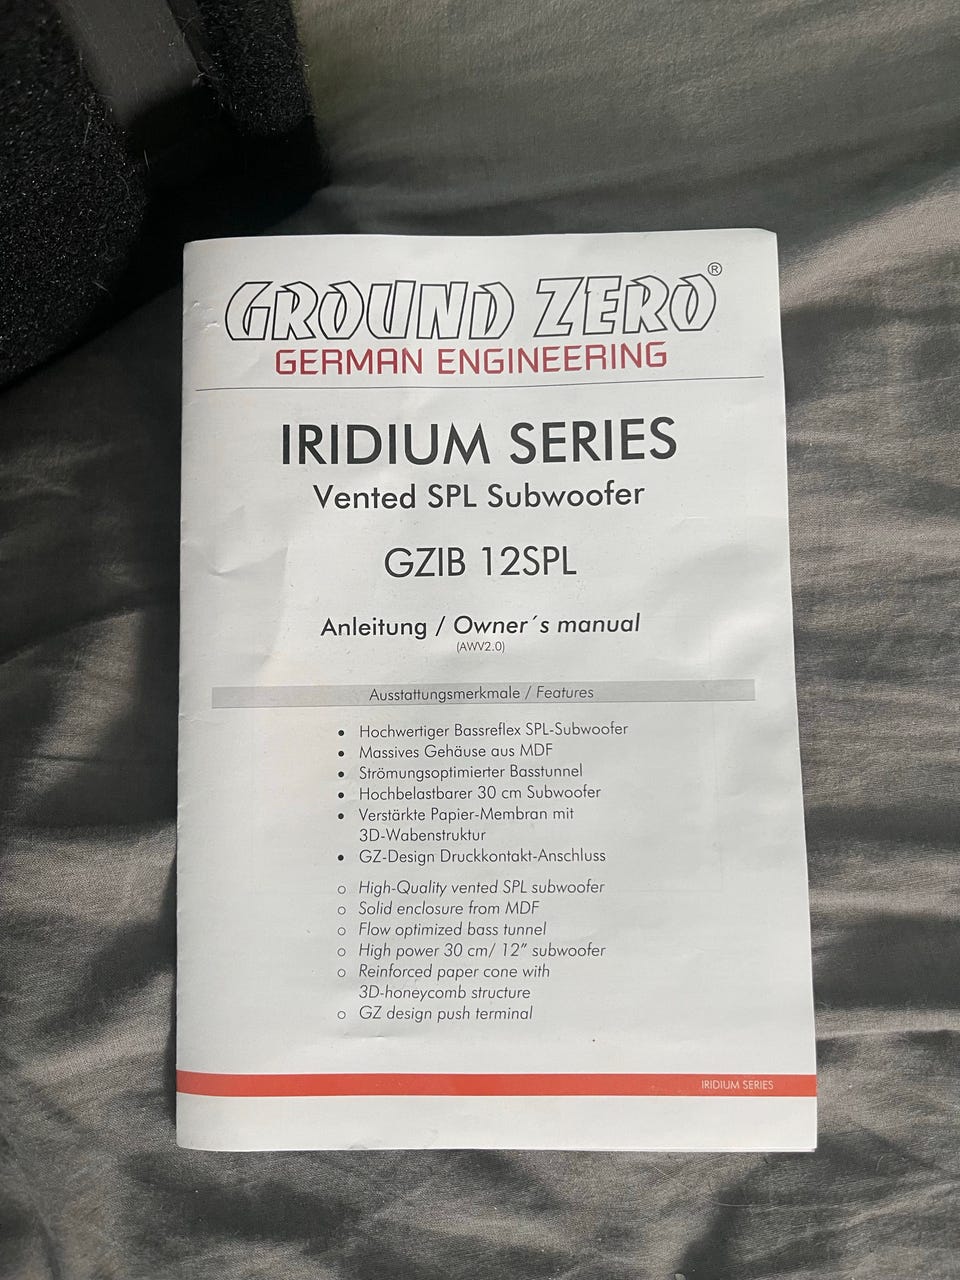 GROUND ZERO®
GERMAN ENGINEERING
IRIDIUM SERIES
Vented SPL Subwoofer
GZIB 12SPL
Anleitung / Owner´s manual
(AWV2.0)
Ausstattungsmerkmale / Features
• Hochwertiger Bassreflex SPL-Subwoofer
• Massives Gehäuse aus MDF
• Strömungsoptimierter Basstunnel
• Hochbelastbarer 30 cm Subwoofer
• Verstärkte Papier-Membran mit
3D-Wabenstruktur
• GZ-Design Druckkontakt-Anschluss
o High-Quality vented SPL subwoofer
o Solid enclosure from MDF
o Flow optimized bass tunnel
o High power 30 cm/ 12” subwoofer
o Reinforced paper cone with
3D-honeycomb structure
o GZ design push terminal
IRIDIUM SERIES